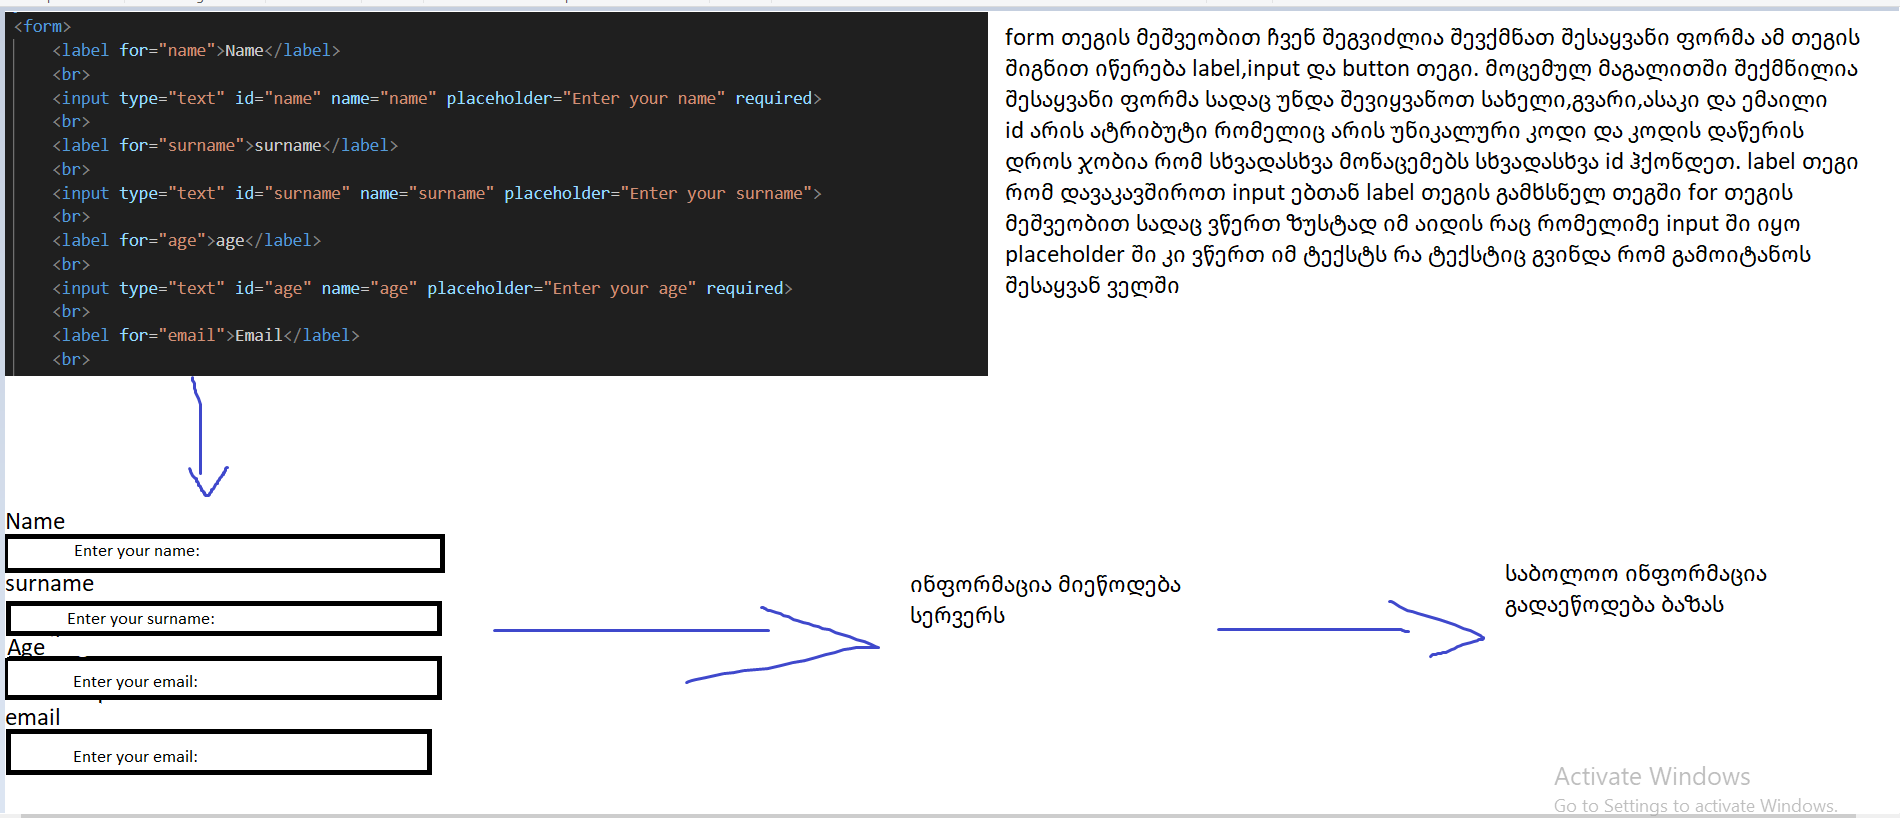 <form>
<label for="name">Name</label>
<br>
<input type="text" id="name" name="name" placeholder="Enter your name" required>
<br>
<label for="surname">surname</label>
<br>
<input type="text" id="surname" name="surname" placeholder="Enter your surname">
<br>
<label for="age">age</label>
<br>
<input type="text" id="age" name="age" placeholder="Enter your age" required>
<br>
<label for="email">Email</label>
<br>
form თეგის მეშვეობით ჩვენ შეგვიძლია შევქმნათ შესაყვანი ფორმა ამ თეგის
შიგნით იწერება label,input და button თეგი. მოცემულ მაგალითში შექმნილია
შესაყვანი ფორმა სადაც უნდა შევიყვანოთ სახელი,გვარი,ასაკი და ემაილი
id არის ატრიბუტი რომელიც არის უნიკალური კოდი და კოდის დაწერის
დროს ჯობია რომ სხვადასხვა მონაცემებს სხვადასხვა id ჰქონდეთ. label თეგი
რომ დავაკავშიროთ input ებთან label თეგის გამხსნელ თეგში for თეგის
მეშვეობით სადაც ვწერთ ზუსტად იმ აიდის რაც რომელიმე input ში იყო
placeholder ში კი ვწერთ იმ ტექსტს რა ტექსტიც გვინდა რომ გამოიტანოს
შესაყვან ველში
Name
Enter your name:
surname
Enter your surname:
Age
Enter your email:
email
Enter your email:
ინფორმაცია მიეწოდება
სერვერს
საბოლოო ინფორმაცია
გადაეწოდება ბაზას
Activate Windows
Go to Settings to activate Windows.